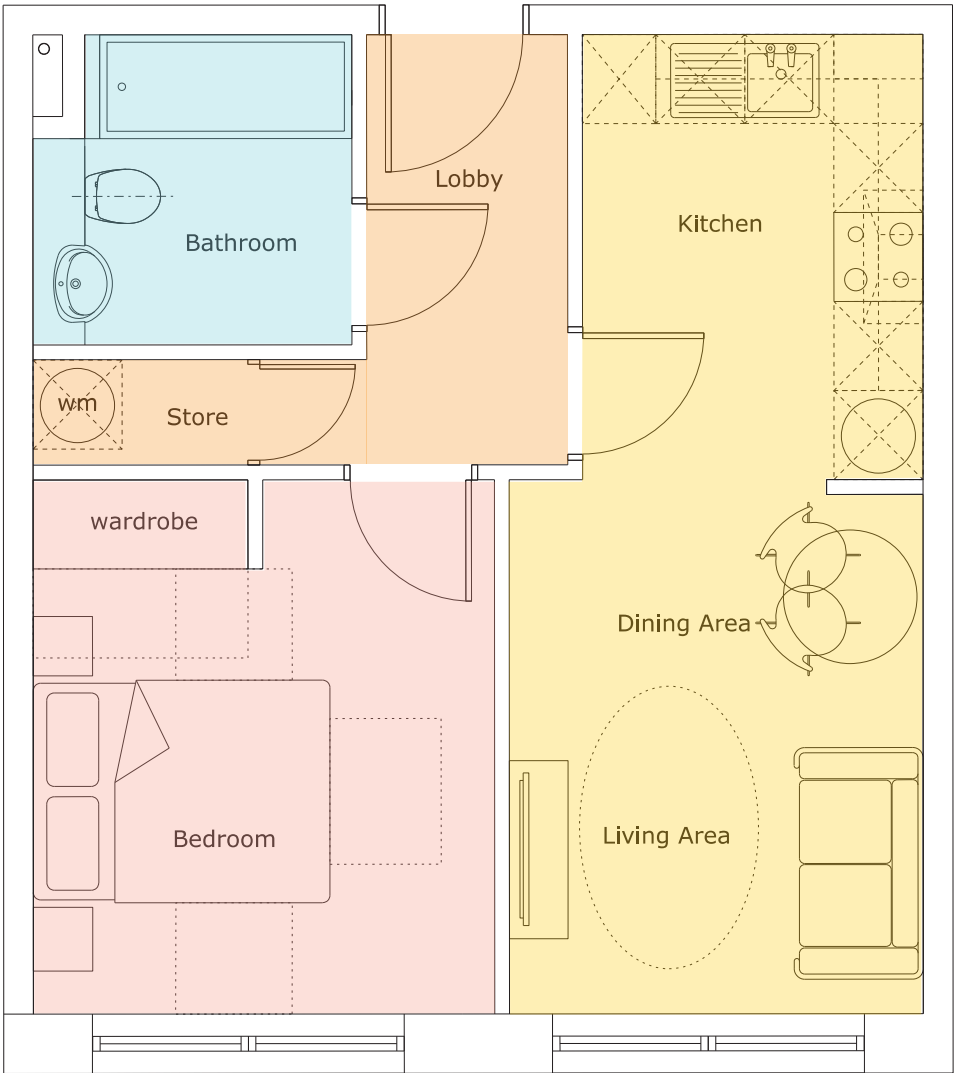 Lobby
Kitchen
Bathroom
wm
Store
wardrobe
Dining Area
Living Area
Bedroom